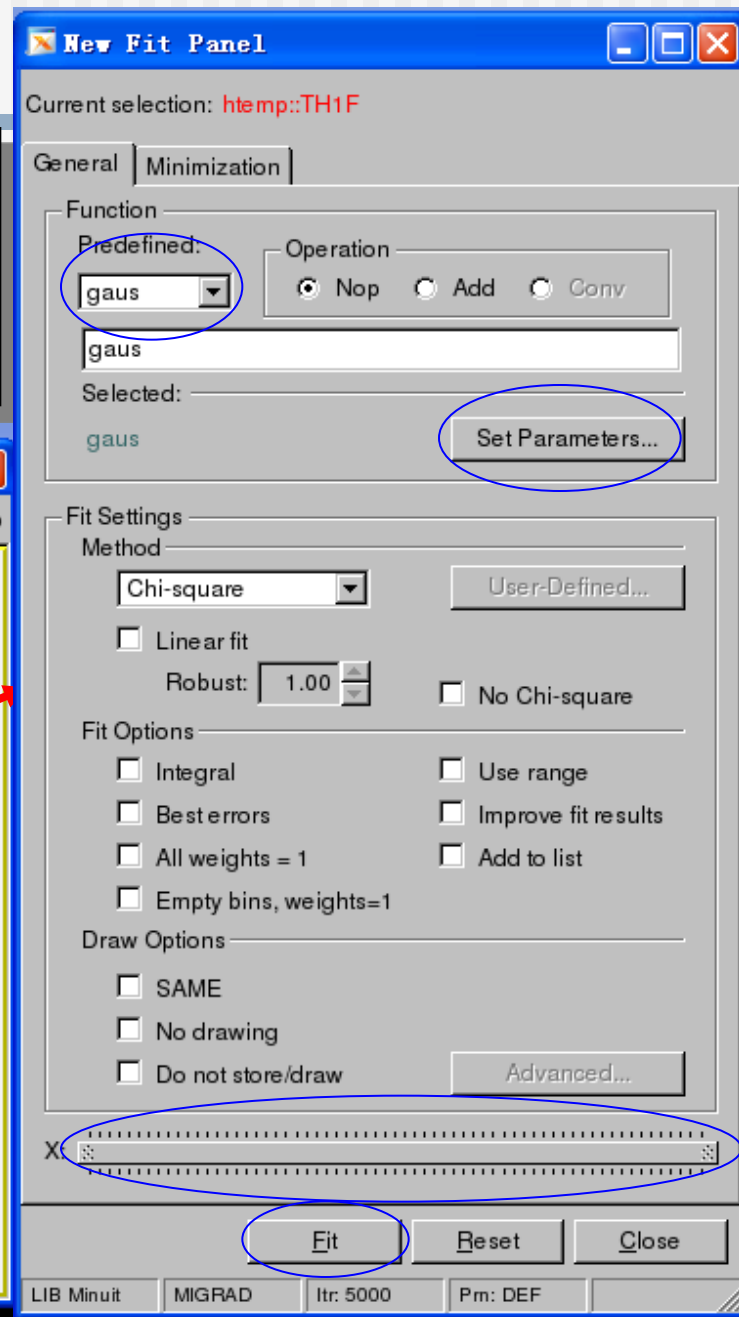 New Fit Panel
Current selection: htemp::TH1F
General Minimization
Function
Predefined: Operation
gaus Nop Add Conv
gaus
Selected:
gaus Set Parameters...
Fit Settings
Method
Chi-square User-Defined...
Linear fit
Robust: 1.00 No Chi-square
Fit Options
Integral Use range
Best errors Improve fit results
All weights = 1 Add to list
Empty bins, weights=1
Draw Options
SAME
No drawing
Do not store/draw Advanced...
X:
Fit Reset Close
LIB Minuit MIGRAD Itr: 5000 Prn: DEF